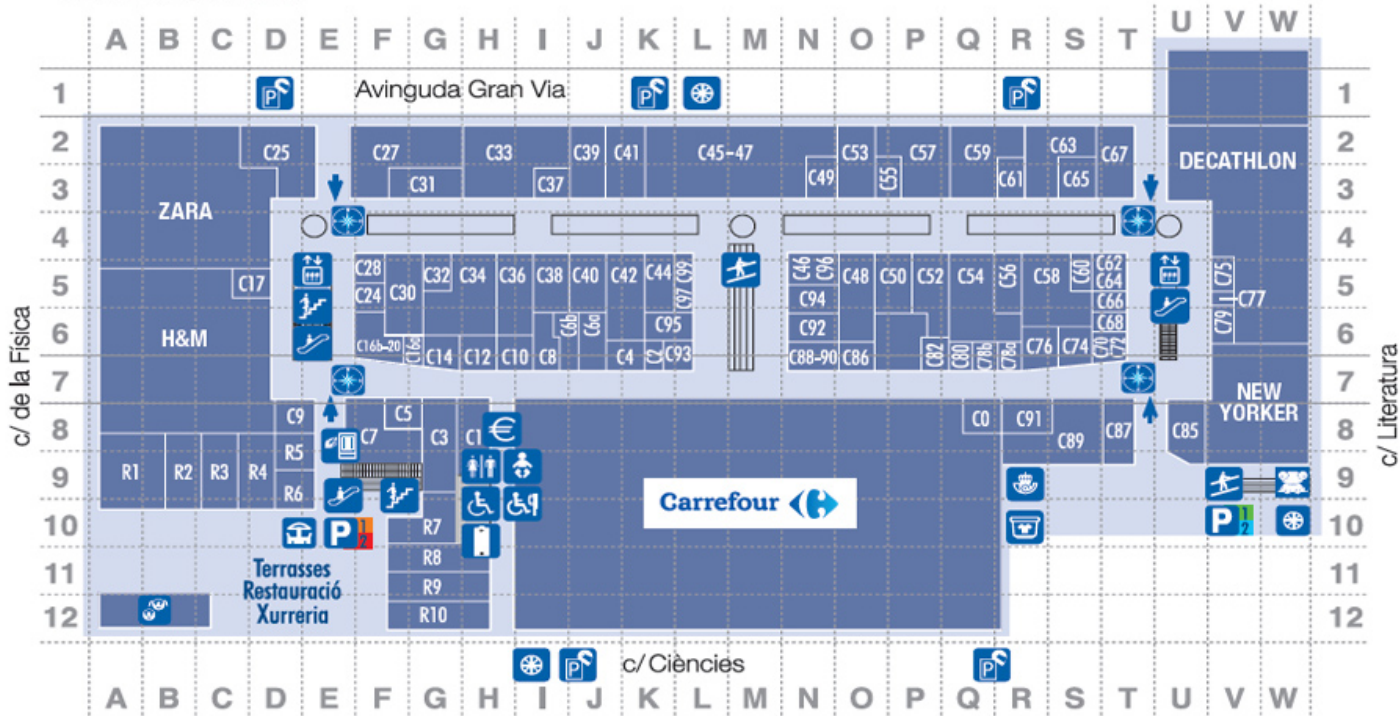 A B C D E F G H I J K L M N O P Q R S T U V W
1 Avinguda Gran Via 1
2 C25 C27 C33 C39 C41 C45-47 C53 C57 C59 C63 C67 DECATHLON 2
3 ZARA C31 C37 C49 C55 C61 C65 3
4 4
5 C17 C28 C24 C30 C32 C34 C36 C38 C40 C42 C44 C99 C97 C46 C96 C94 C48 C50 C52 C54 C56 C58 C60 C62 C64 C66 C75 C77 5
6 H&M C16b-20 C16a C14 C12 C10 C8 C6b C6a C4 C2 C95 C93 C92 C88-90 C86 C82 C80 C78b C78a C76 C74 C68 C70 C72 C79 6
7 NEW YORKER 7
8 C9 C7 C5 C3 C1 € C0 C91 C89 C87 C85 8
9 R1 R2 R3 R4 R5 R6 9
10 P 1 2 R7 Carrefour P 1 2 10
11 Terrasses R8 11
Restauració R9
12 Xurreria R10 12
c/ de la Física
c/ Literatura
c/ Ciències
A B C D E F G H I J K L M N O P Q R S T U V W